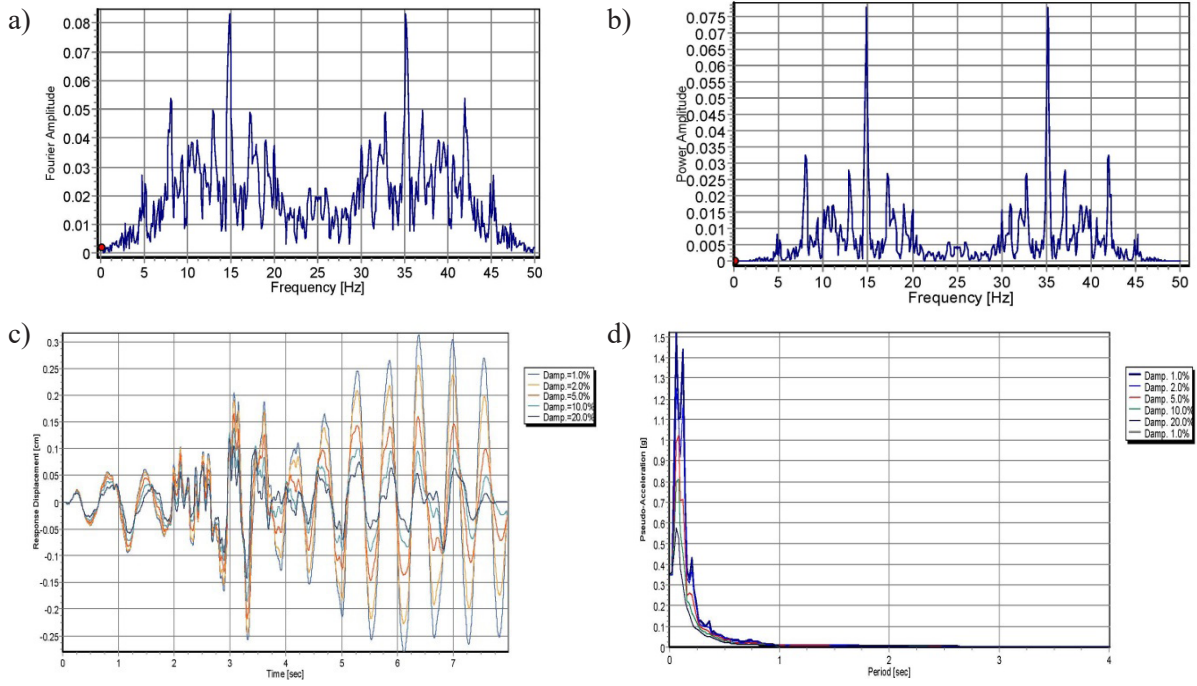 a)
Fourier Amplitude
0.08
0.07
0.06
0.05
0.04
0.03
0.02
0.01
0
0 5 10 15 20 25 30 35 40 45 50
Frequency [Hz]
b)
Power Amplitude
0.075
0.07
0.065
0.06
0.055
0.05
0.045
0.04
0.035
0.03
0.025
0.02
0.015
0.01
0.005
0
0 5 10 15 20 25 30 35 40 45 50
Frequency [Hz]
c)
Response Displacement [cm]
0.3
0.25
0.2
0.15
0.1
0.05
0
-0.05
-0.1
-0.15
-0.2
-0.25
0 1 2 3 4 5 6 7
Time [sec]
Damp.=1.0%
Damp.=2.0%
Damp.=5.0%
Damp.=10.0%
Damp.=20.0%
d)
Pseudo-Acceleration [g]
1.5
1.4
1.3
1.2
1.1
1
0.9
0.8
0.7
0.6
0.5
0.4
0.3
0.2
0.1
0
0 1 2 3 4
Period [sec]
Damp. 1.0%
Damp. 2.0%
Damp. 5.0%
Damp. 10.0%
Damp. 20.0%
Damp. 1.0%